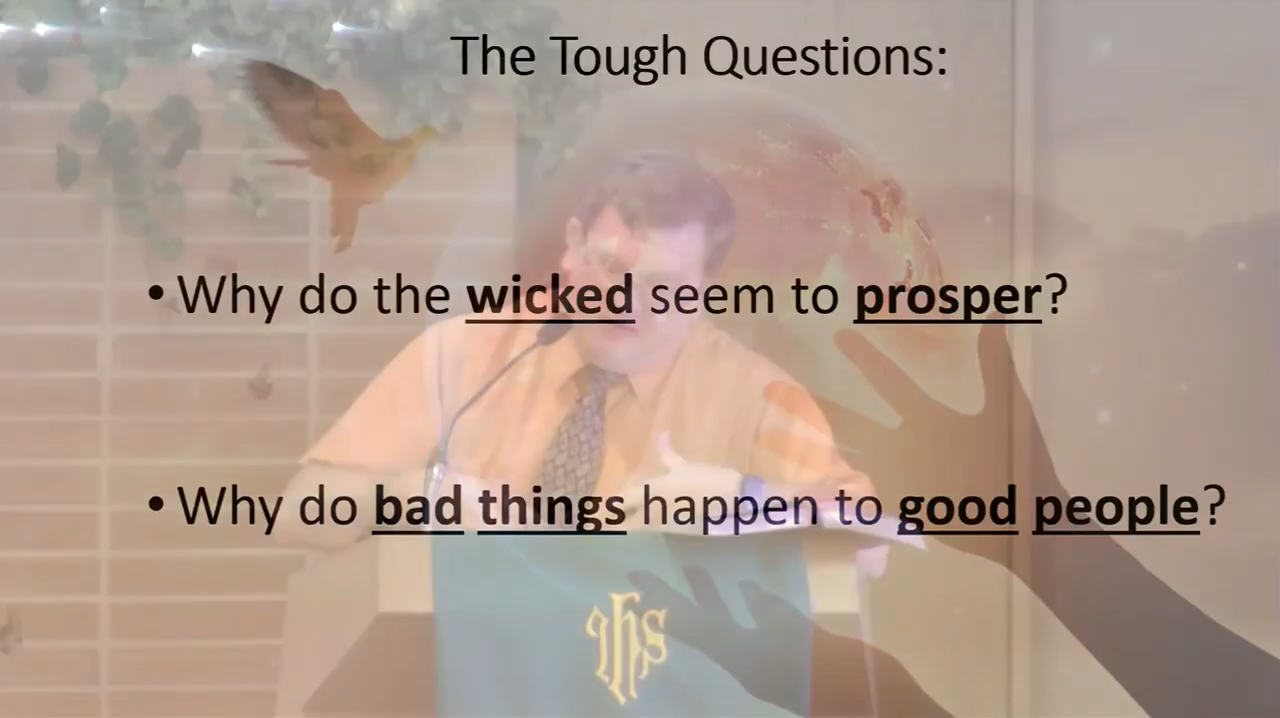 The Tough Questions:
• Why do the wicked seem to prosper?
• Why do bad things happen to good people?
IHS